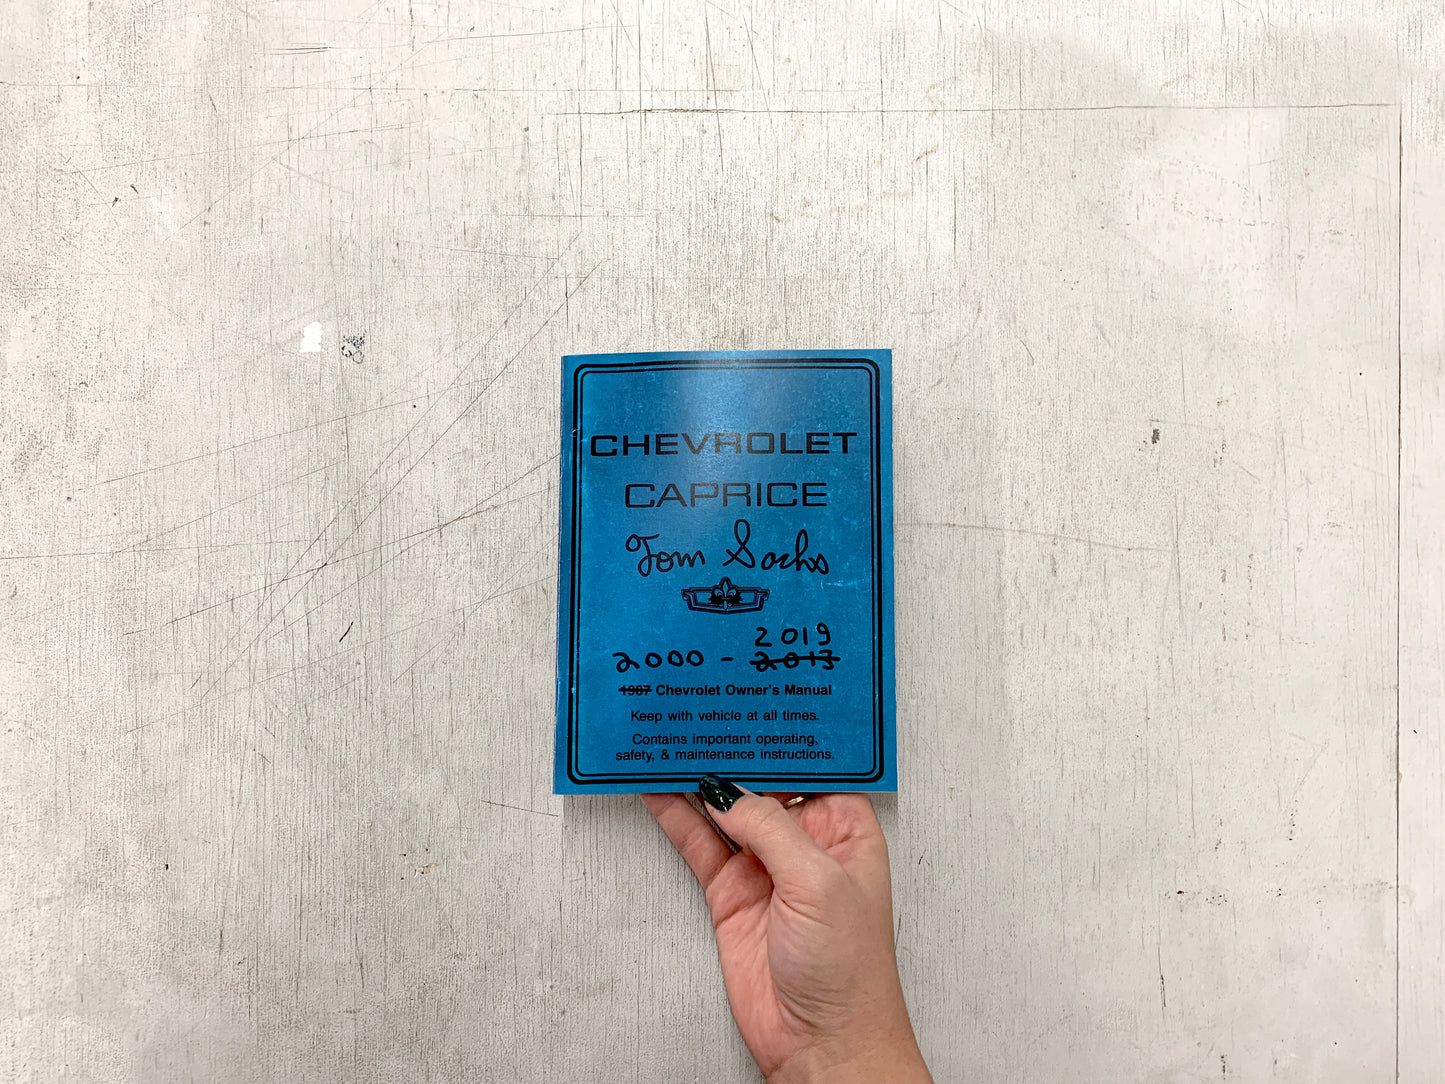 CHEVROLET
CAPRICE
Tom Sachs
2019
2000 - 2013
1987 Chevrolet Owner's Manual
Keep with vehicle at all times.
Contains important operating,
safety, & maintenance instructions.